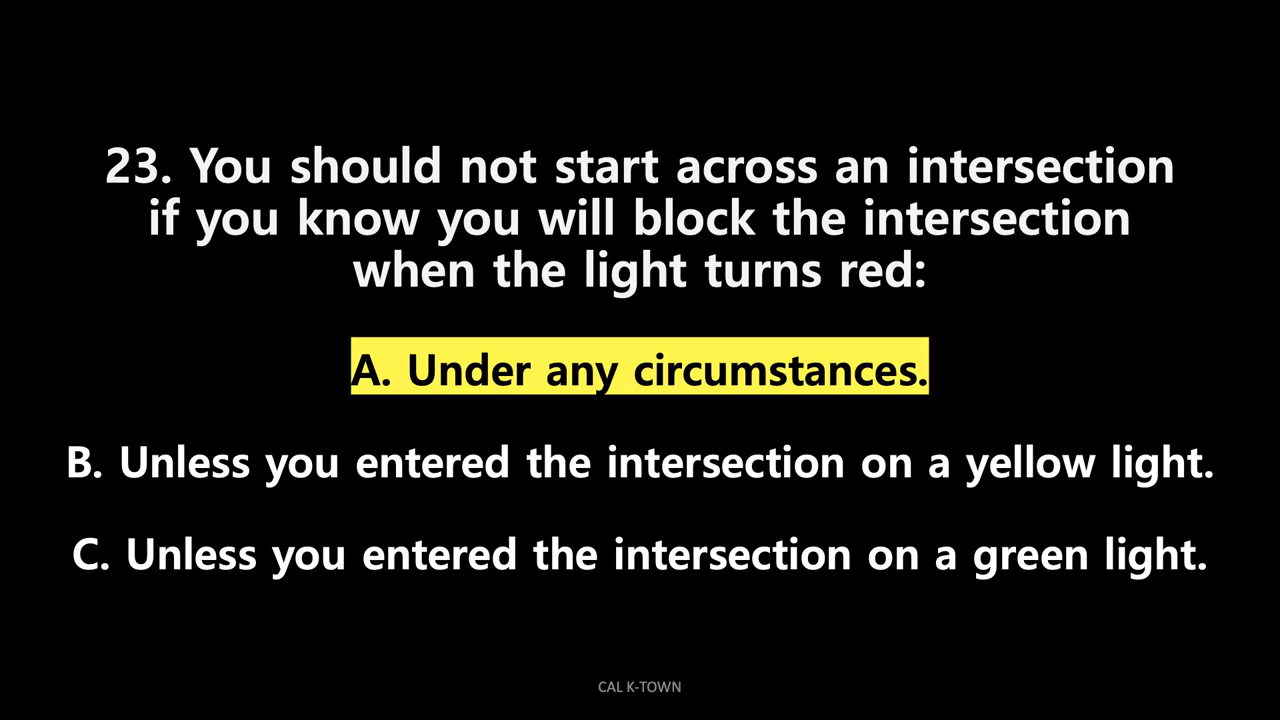 23. You should not start across an intersection
if you know you will block the intersection
when the light turns red:
A. Under any circumstances.
B. Unless you entered the intersection on a yellow light.
C. Unless you entered the intersection on a green light.
CAL K-TOWN